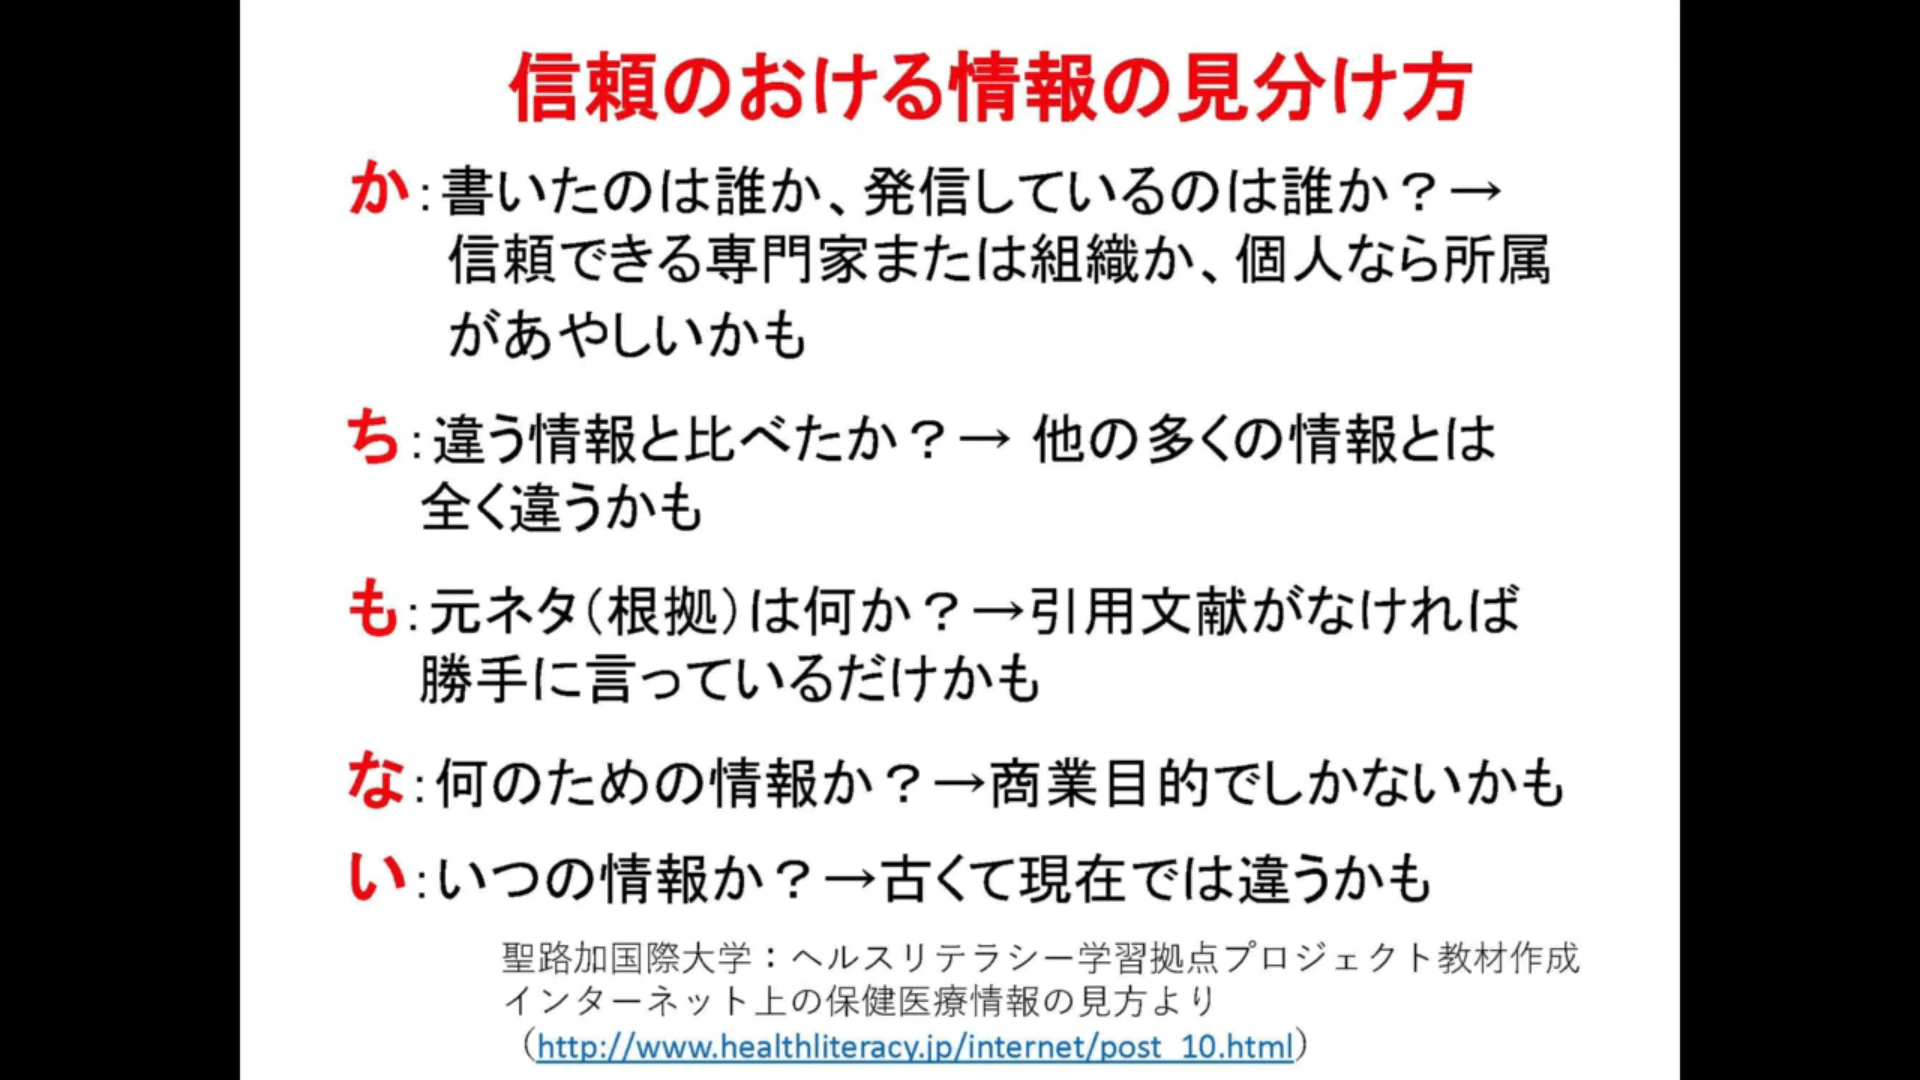 信頼のおける情報の見分け方
か：書いたのは誰か、発信しているのは誰か？→
信頼できる専門家または組織か、個人なら所属
があやしいかも
ち：違う情報と比べたか？→ 他の多くの情報とは
全く違うかも
も：元ネタ（根拠）は何か？→引用文献がなければ
勝手に言っているだけかも
な：何のための情報か？→商業目的でしかないかも
い：いつの情報か？→古くて現在では違うかも
聖路加国際大学：ヘルスリテラシー学習拠点プロジェクト教材作成
インターネット上の保健医療情報の見方より
（http://www.healthliteracy.jp/internet/post_10.html）